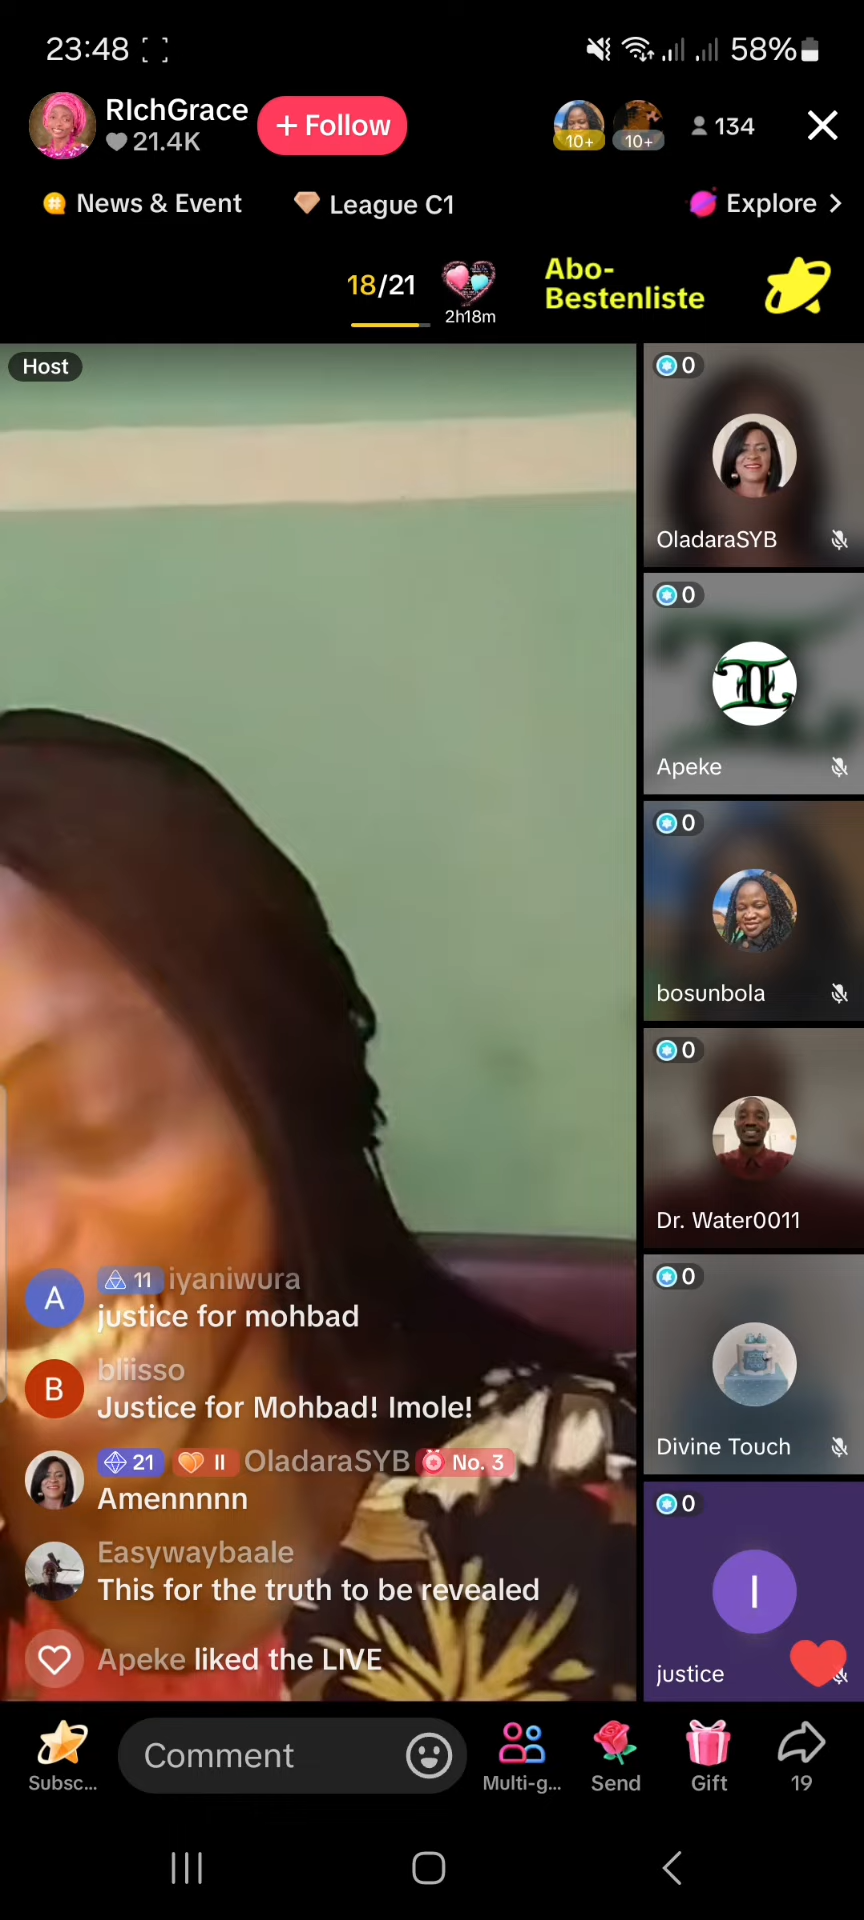 23:48
58%
RIchGrace
21.4K
+ Follow
10+
10+
134
News & Event
League C1
Explore >
18/21
2h18m
Abo-
Bestenliste
Host
0
OladaraSYB
0
Apeke
0
bosunbola
0
Dr. Water0011
0
Divine Touch
0
I
justice
A
11 iyaniwura
justice for mohbad
B
bliisso
Justice for Mohbad! Imole!
21 II OladaraSYB No. 3
Amennnnn
Easywaybaale
This for the truth to be revealed
Apeke liked the LIVE
Subsc...
Comment
Multi-g...
Send
Gift
19